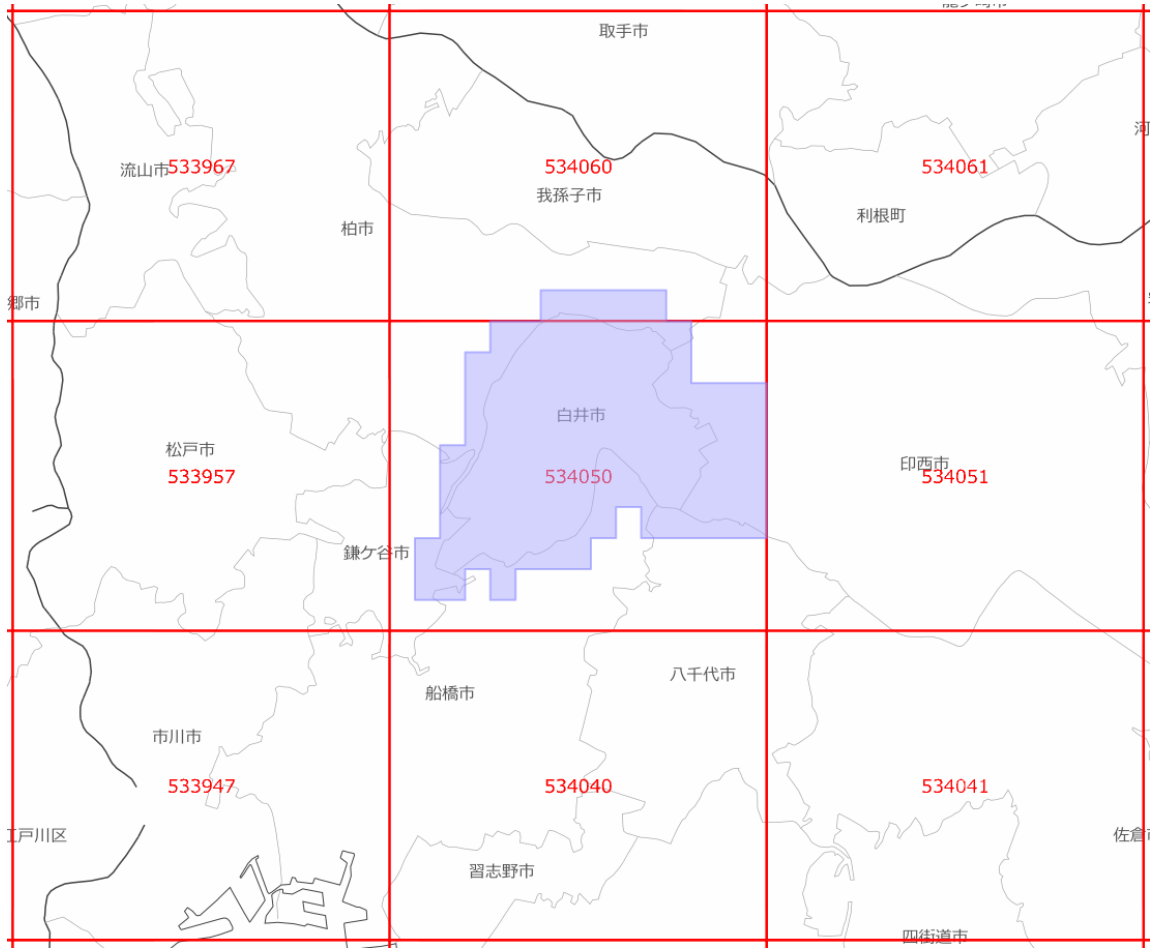 取手市
流山市
533967
534060
534061
我孫子市
利根町
柏市
郷市
白井市
松戸市
533957
534050
印西市
534051
鎌ケ谷市
八千代市
船橋市
市川市
533947
534040
534041
江戸川区
佐倉市
習志野市
四街道市